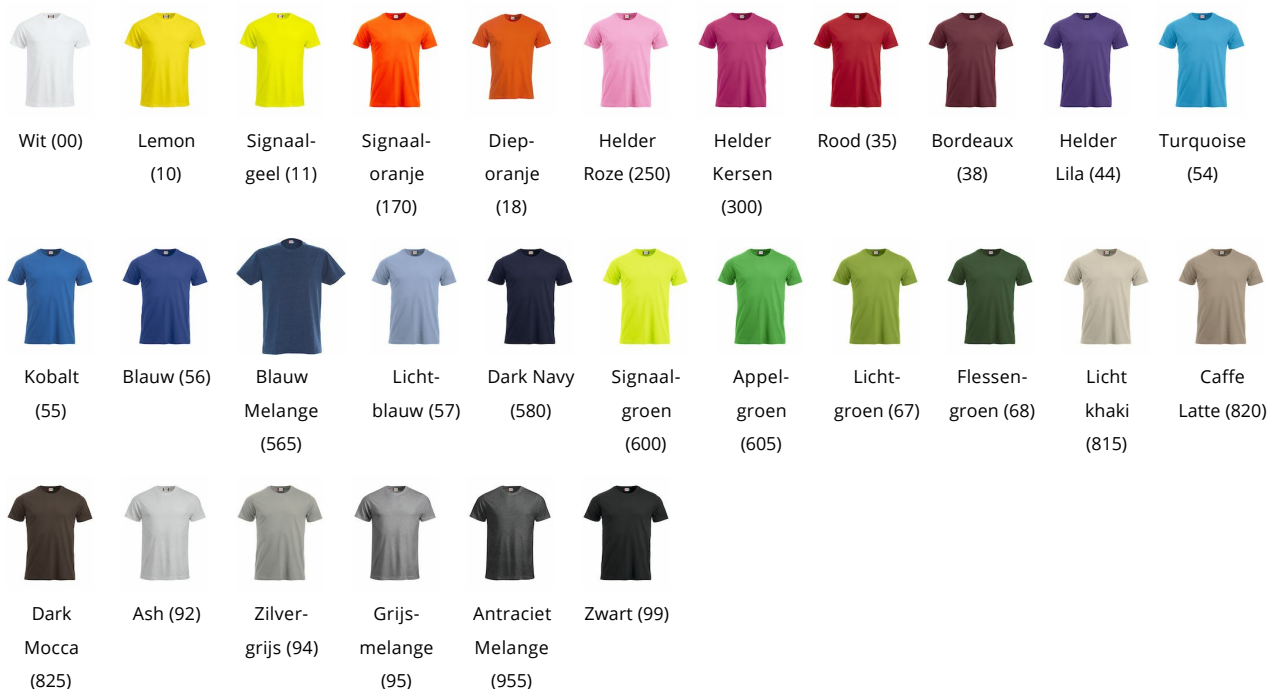 Wit (00)
Lemon
(10)
Signaal-
geel (11)
Signaal-
oranje
(170)
Diep-
oranje
(18)
Helder
Roze (250)
Helder
Kersen
(300)
Rood (35)
Bordeaux
(38)
Helder
Lila (44)
Turquoise
(54)
Kobalt
(55)
Blauw (56)
Blauw
Melange
(565)
Licht-
blauw (57)
Dark Navy
(580)
Signaal-
groen
(600)
Appel-
groen
(605)
Licht-
groen (67)
Flessen-
groen (68)
Licht
khaki
(815)
Caffe
Latte (820)
Dark
Mocca
(825)
Ash (92)
Zilver-
grijs (94)
Grijs-
melange
(95)
Antraciet
Melange
(955)
Zwart (99)